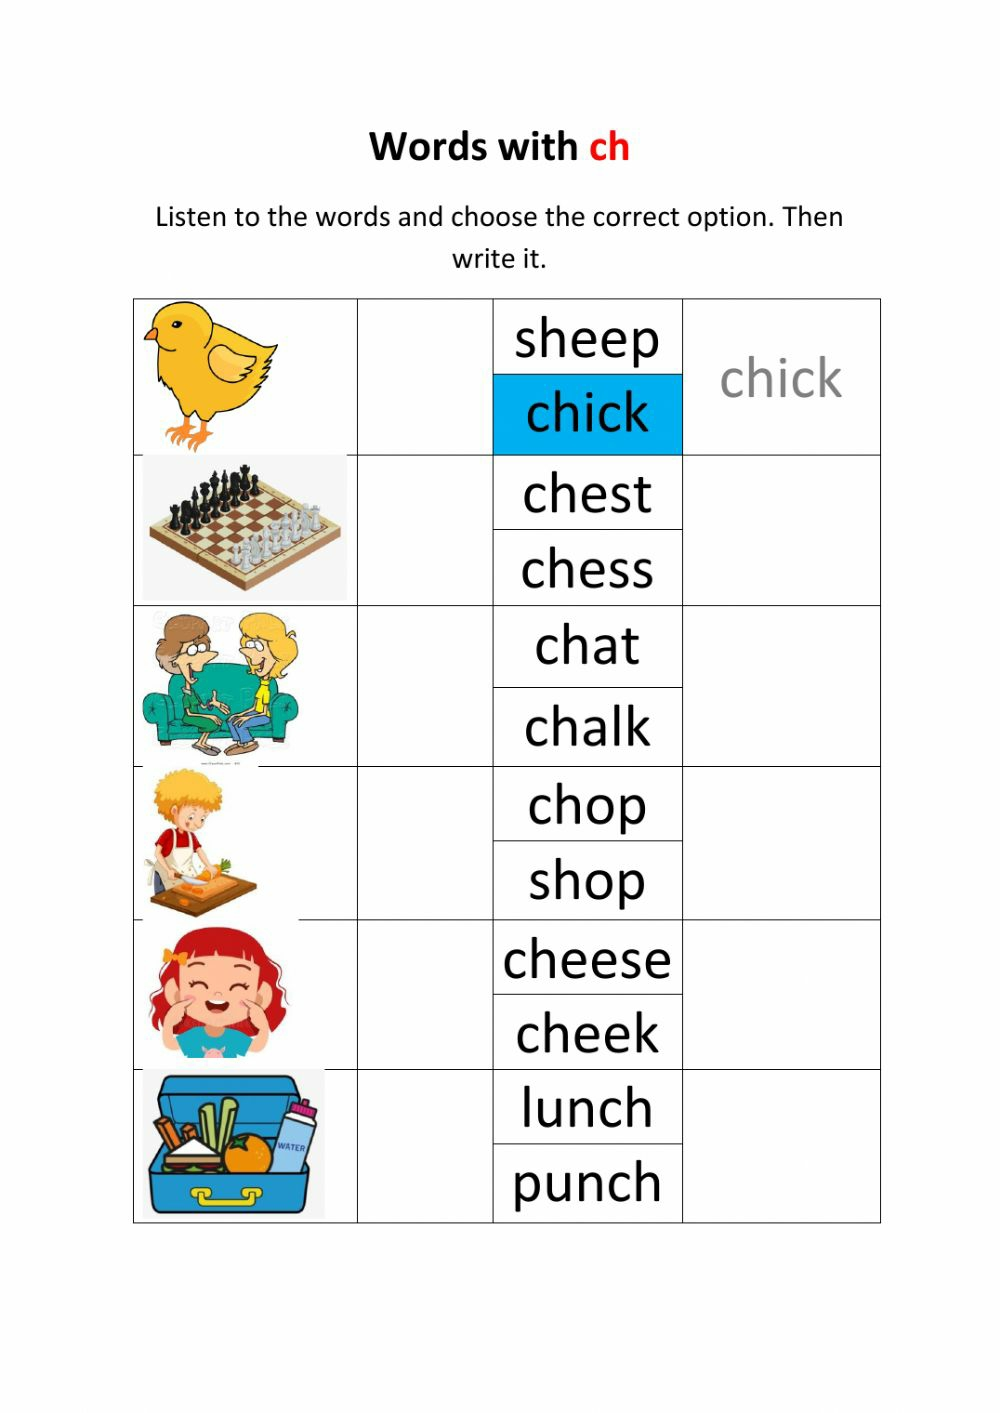 Words with ch
Listen to the words and choose the correct option. Then
write it.
sheep
chick
chick
chest
chess
chat
chalk
chop
shop
cheese
cheek
WATER
lunch
punch